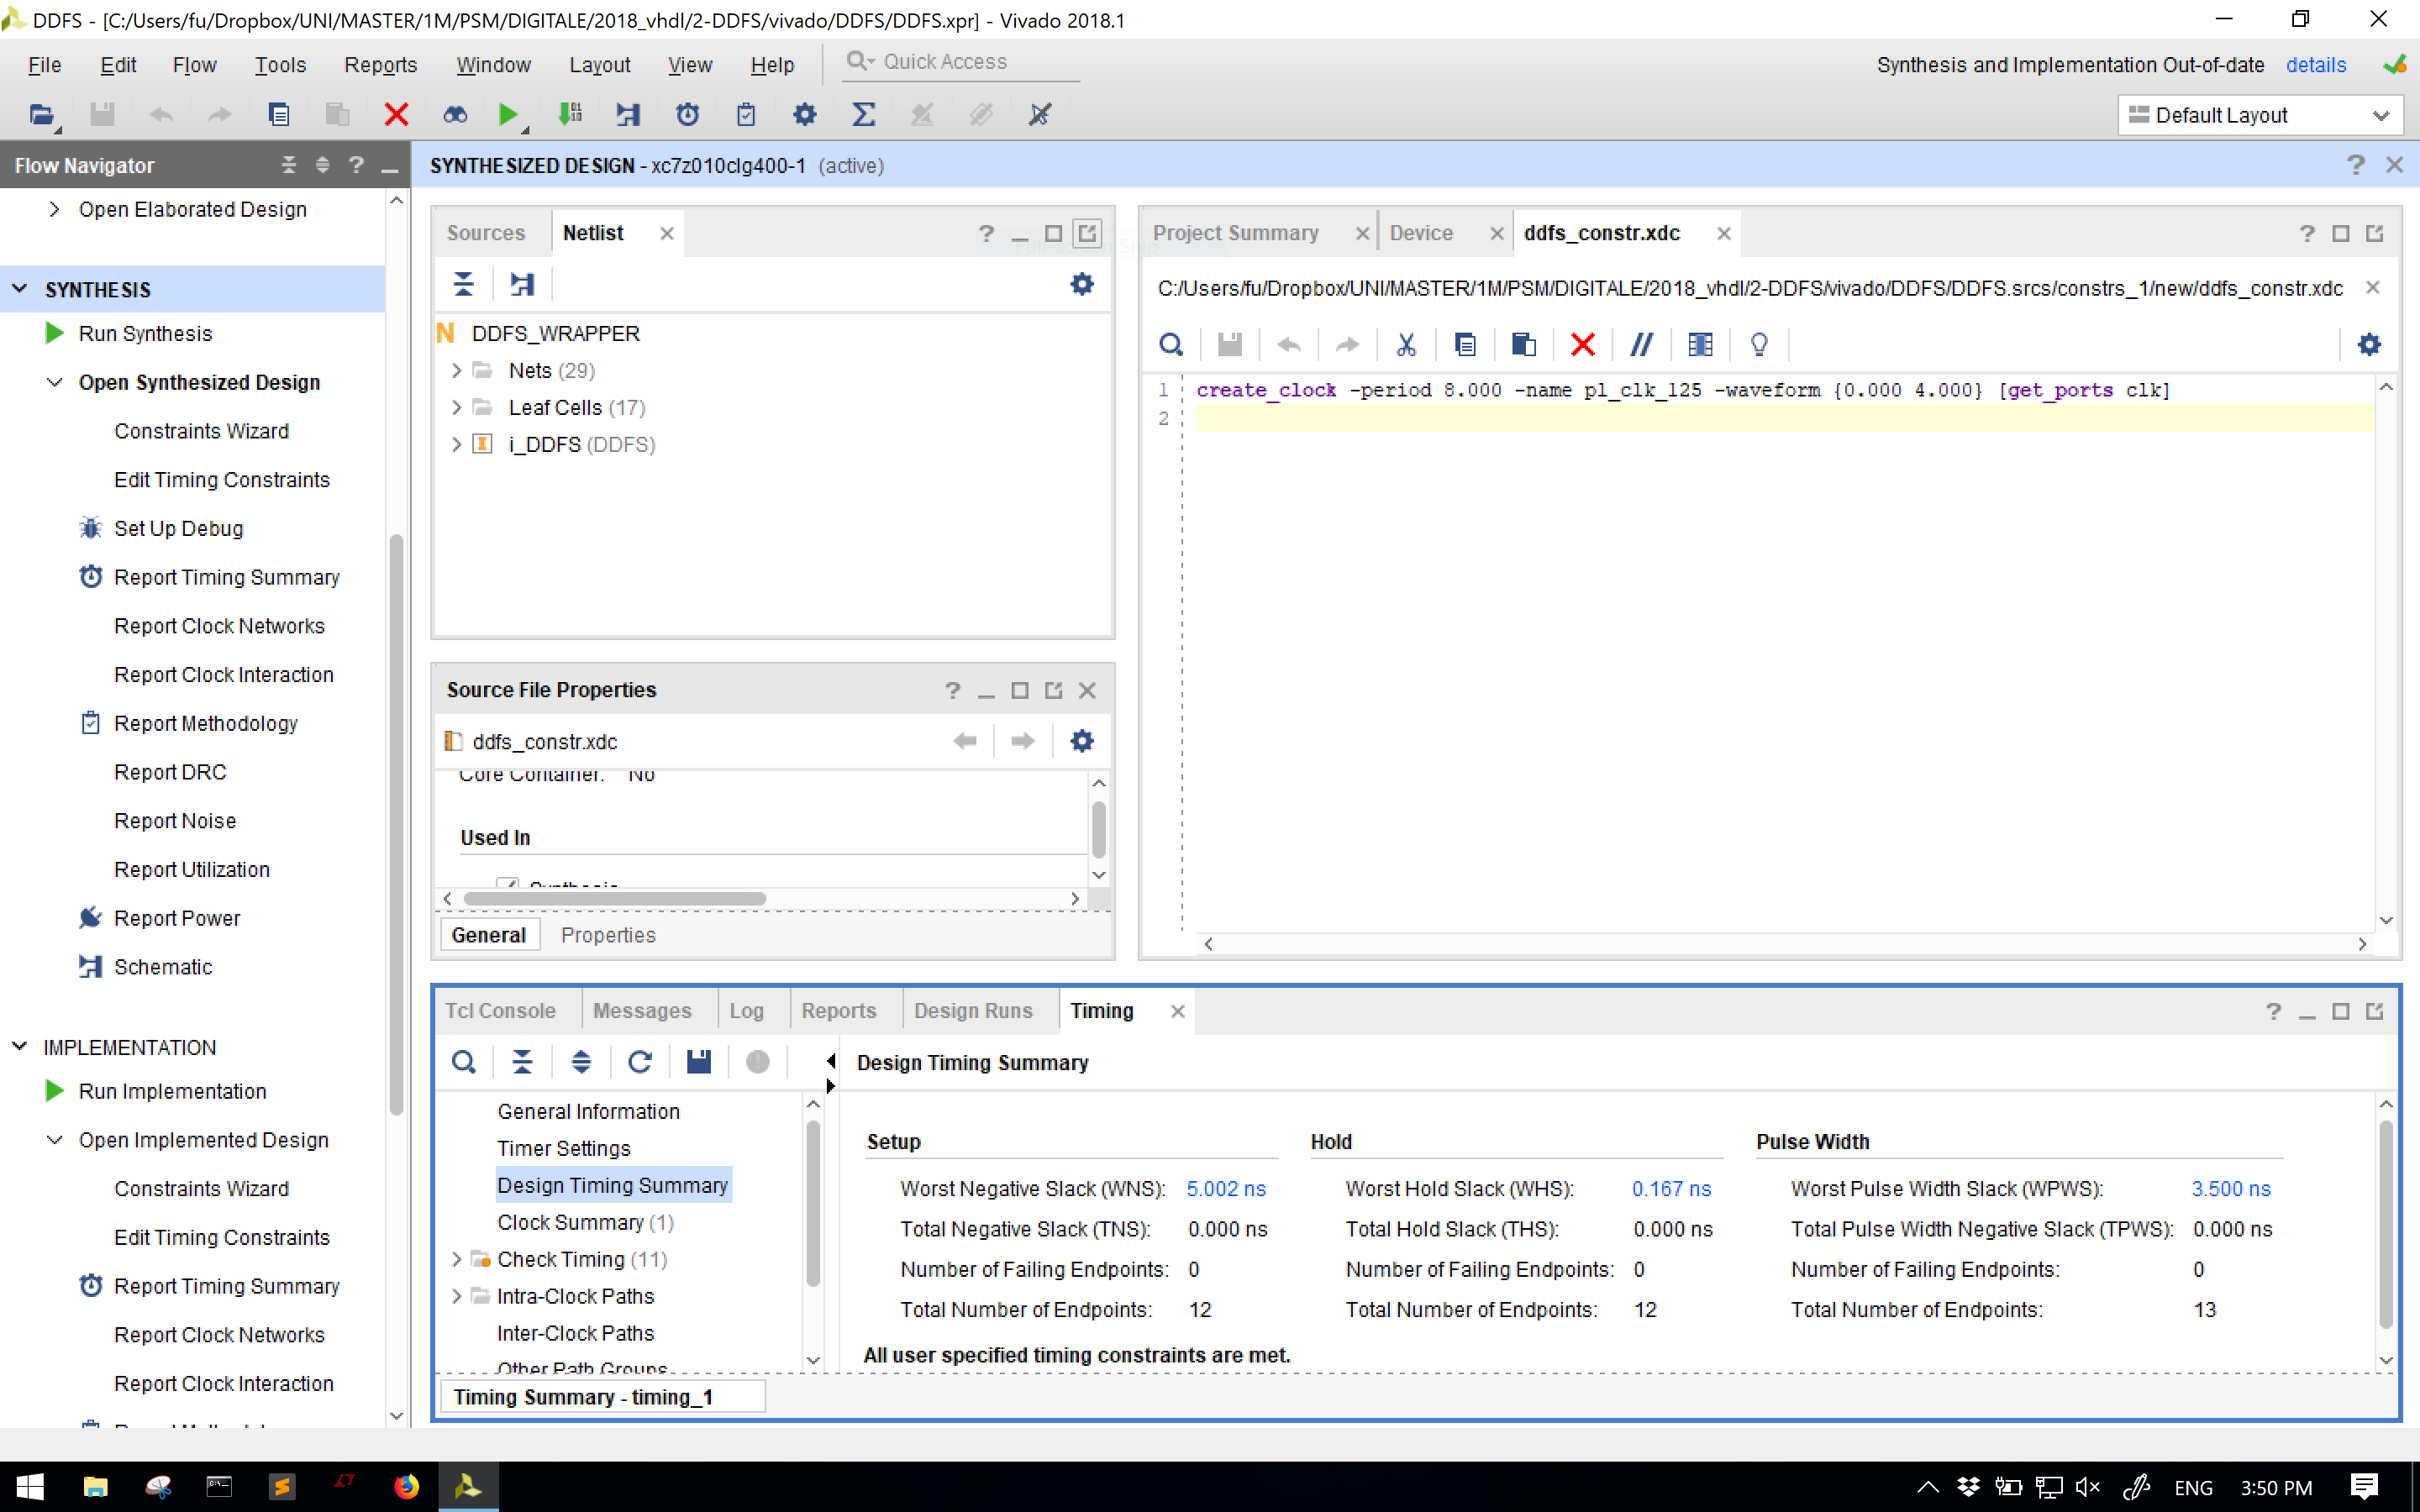 DDFS - [C:/Users/fu/Dropbox/UNI/MASTER/1M/PSM/DIGITALE/2018_vhdl/2-DDFS/vivado/DDFS/DDFS.xpr] - Vivado 2018.1
File Edit Flow Tools Reports Window Layout View Help Quick Access
Synthesis and Implementation Out-of-date details
Default Layout
Flow Navigator
SYNTHESIZED DESIGN - xc7z010clg400-1 (active)
Open Elaborated Design
SYNTHESIS
Run Synthesis
Open Synthesized Design
Constraints Wizard
Edit Timing Constraints
Set Up Debug
Report Timing Summary
Report Clock Networks
Report Clock Interaction
Report Methodology
Report DRC
Report Noise
Report Utilization
Report Power
Schematic
IMPLEMENTATION
Run Implementation
Open Implemented Design
Constraints Wizard
Edit Timing Constraints
Report Timing Summary
Report Clock Networks
Report Clock Interaction
Sources Netlist
DDFS_WRAPPER
Nets (29)
Leaf Cells (17)
i_DDFS (DDFS)
Source File Properties
ddfs_constr.xdc
Core Container: No
Used In
Synthesis
General Properties
Project Summary Device ddfs_constr.xdc
C:/Users/fu/Dropbox/UNI/MASTER/1M/PSM/DIGITALE/2018_vhdl/2-DDFS/vivado/DDFS/DDFS.srcs/constrs_1/new/ddfs_constr.xdc
1 create_clock -period 8.000 -name pl_clk_125 -waveform {0.000 4.000} [get_ports clk]
2
Tcl Console Messages Log Reports Design Runs Timing
Design Timing Summary
General Information
Timer Settings
Design Timing Summary
Clock Summary (1)
Check Timing (11)
Intra-Clock Paths
Inter-Clock Paths
Other Path Groups
Setup Hold Pulse Width
Worst Negative Slack (WNS): 5.002 ns Worst Hold Slack (WHS): 0.167 ns Worst Pulse Width Slack (WPWS): 3.500 ns
Total Negative Slack (TNS): 0.000 ns Total Hold Slack (THS): 0.000 ns Total Pulse Width Negative Slack (TPWS): 0.000 ns
Number of Failing Endpoints: 0 Number of Failing Endpoints: 0 Number of Failing Endpoints: 0
Total Number of Endpoints: 12 Total Number of Endpoints: 12 Total Number of Endpoints: 13
All user specified timing constraints are met.
Timing Summary - timing_1
ENG 3:50 PM